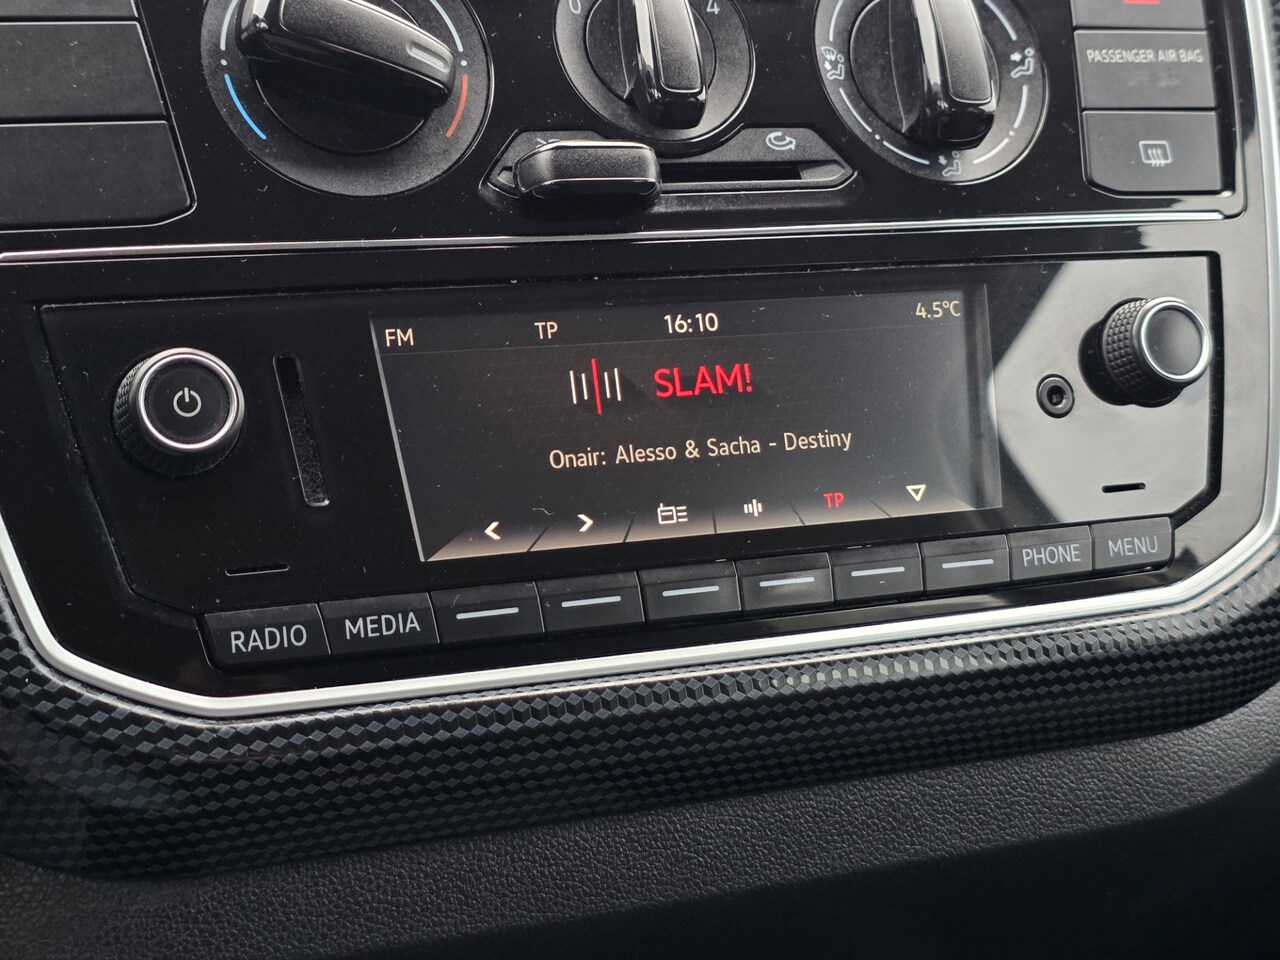 4
PASSENGER AIR BAG
FM TP 16:10 4.5°C
SLAM!
Onair: Alesso & Sacha - Destiny
TP
RADIO MEDIA PHONE MENU